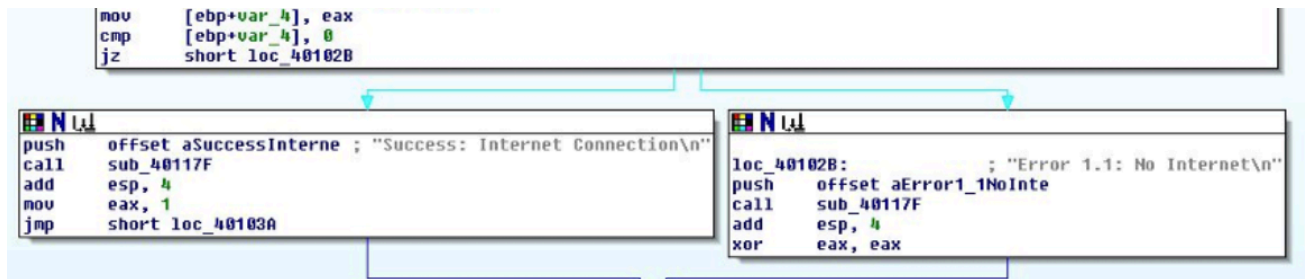 mov [ebp+var_4], eax
cmp [ebp+var_4], 0
jz short loc_40102B
push offset aSuccessInterne ; "Success: Internet Connection\n"
call sub_40117F
add esp, 4
mov eax, 1
jmp short loc_40103A
loc_40102B: ; "Error 1.1: No Internet\n"
push offset aError1_1NoInte
call sub_40117F
add esp, 4
xor eax, eax